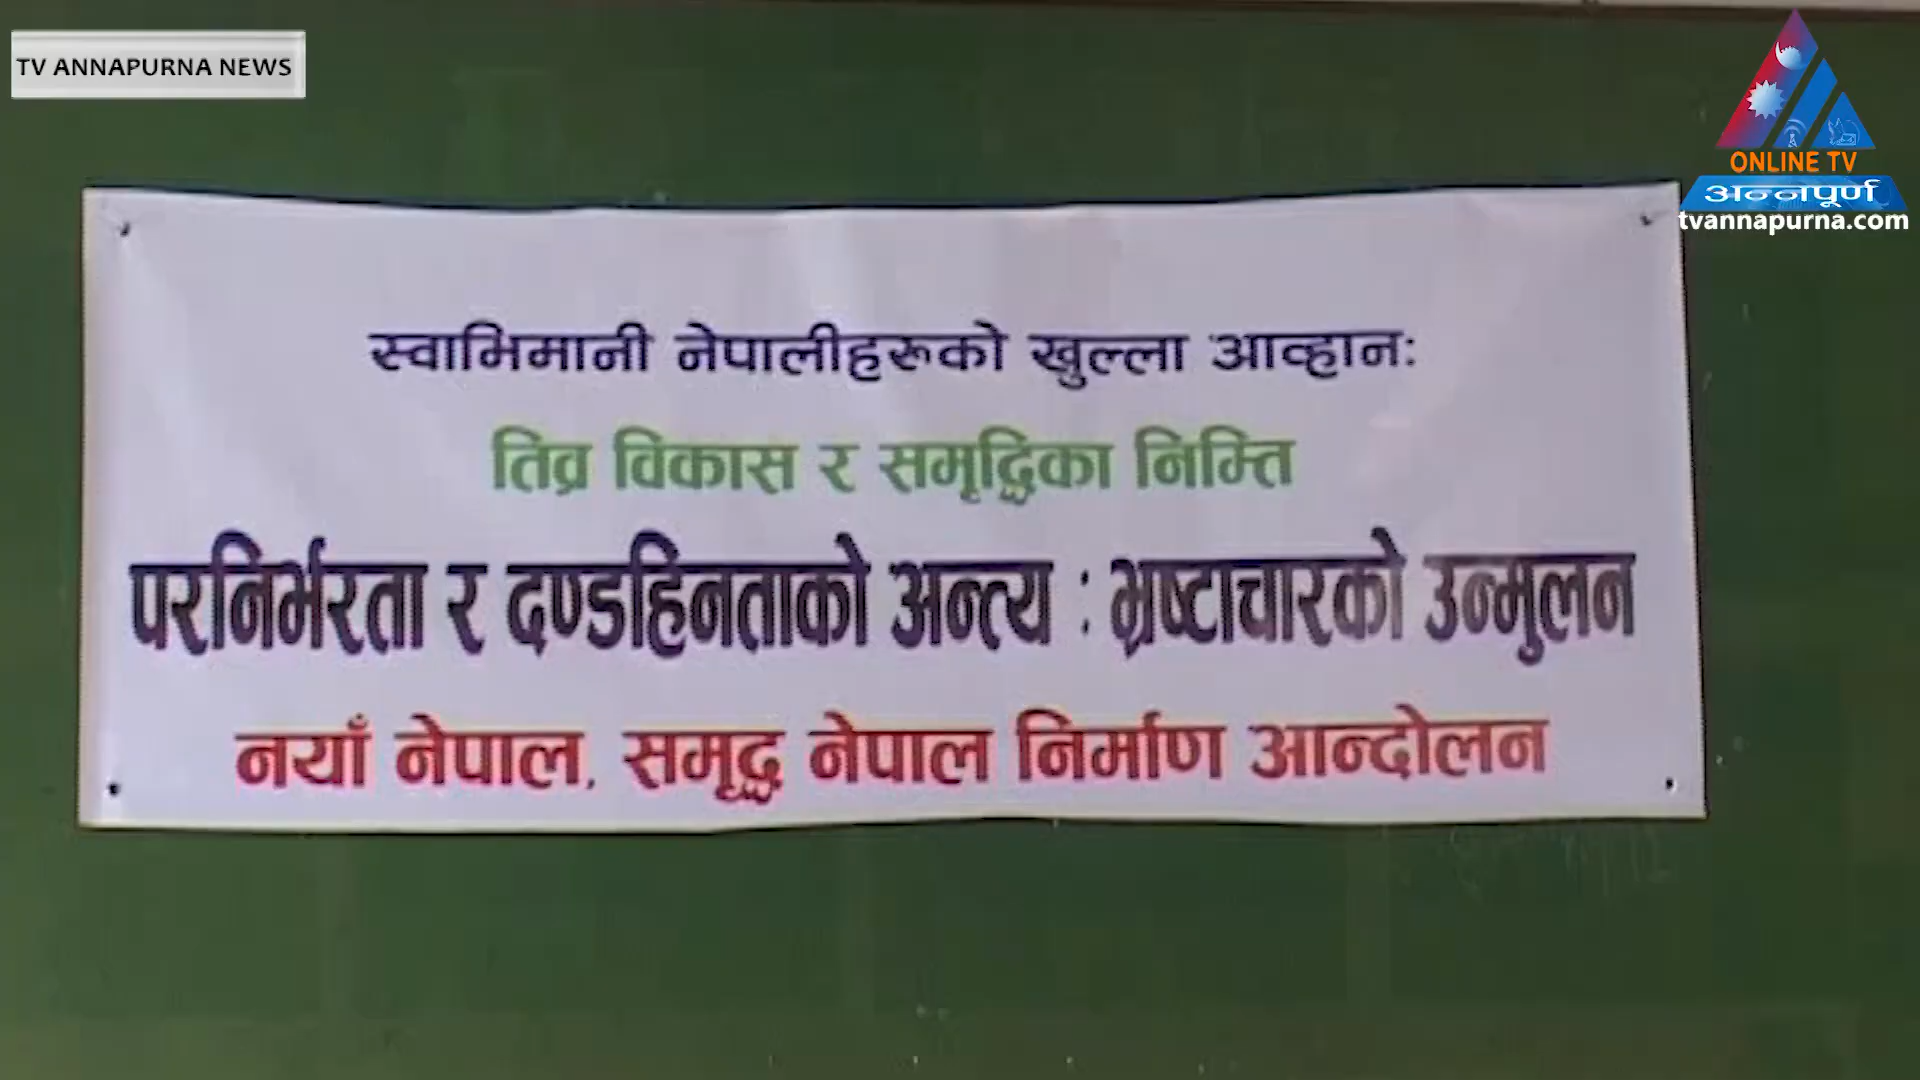 TV ANNAPURNA NEWS
ONLINE TV
अन्नपूर्ण
tvannapurna.com
स्वाभिमानी नेपालीहरूको खुल्ला आव्हानः
तिव्र विकास र समृद्धिका निम्ति
परनिर्भरता र दण्डहिनताको अन्त्य : भ्रष्टाचारको उन्मुलन
नयाँ नेपाल, समृद्ध नेपाल निर्माण आन्दोलन